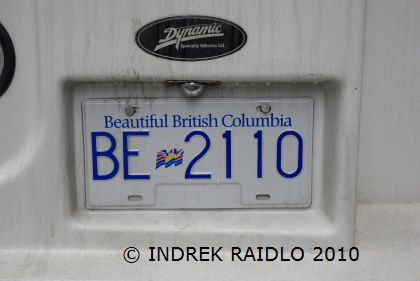 Dynamic
Specialty Vehicles Ltd.
Beautiful British Columbia
BE 2110
© INDREK RAIDLO 2010